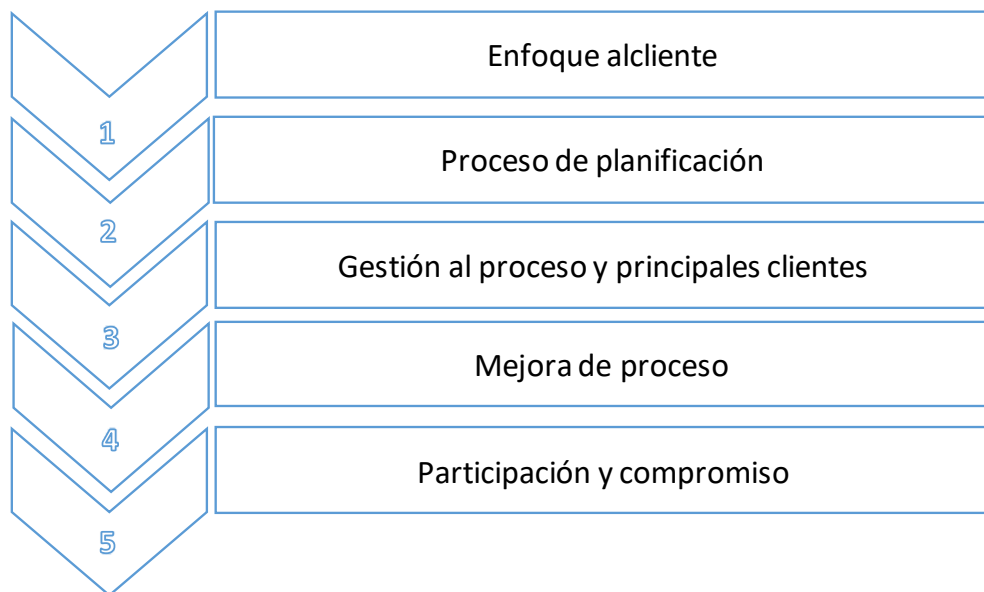 Enfoque alcliente
1
Proceso de planificación
2
Gestión al proceso y principales clientes
3
Mejora de proceso
4
Participación y compromiso
5